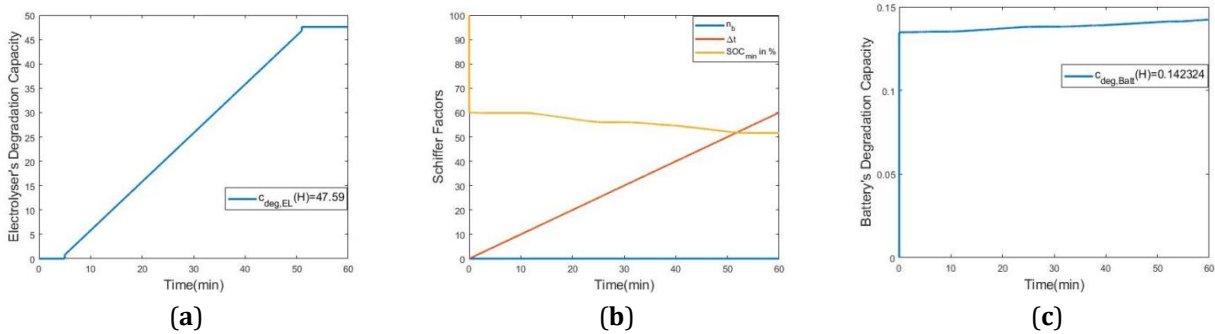 Electrolyser's Degradation Capacity
50
45
40
35
30
25
20
15
10
5
0
c_deg,EL(H)=47.59
0 10 20 30 40 50 60
Time(min)
(a)
Schiffer Factors
100
90
80
70
60
50
40
30
20
10
0
n_b
Δt
SOC_min in %
0 10 20 30 40 50 60
Time(min)
(b)
Battery's Degradation Capacity
0.15
0.1
0.05
0
c_deg,Batt(H)=0.142324
0 10 20 30 40 50 60
Time(min)
(c)